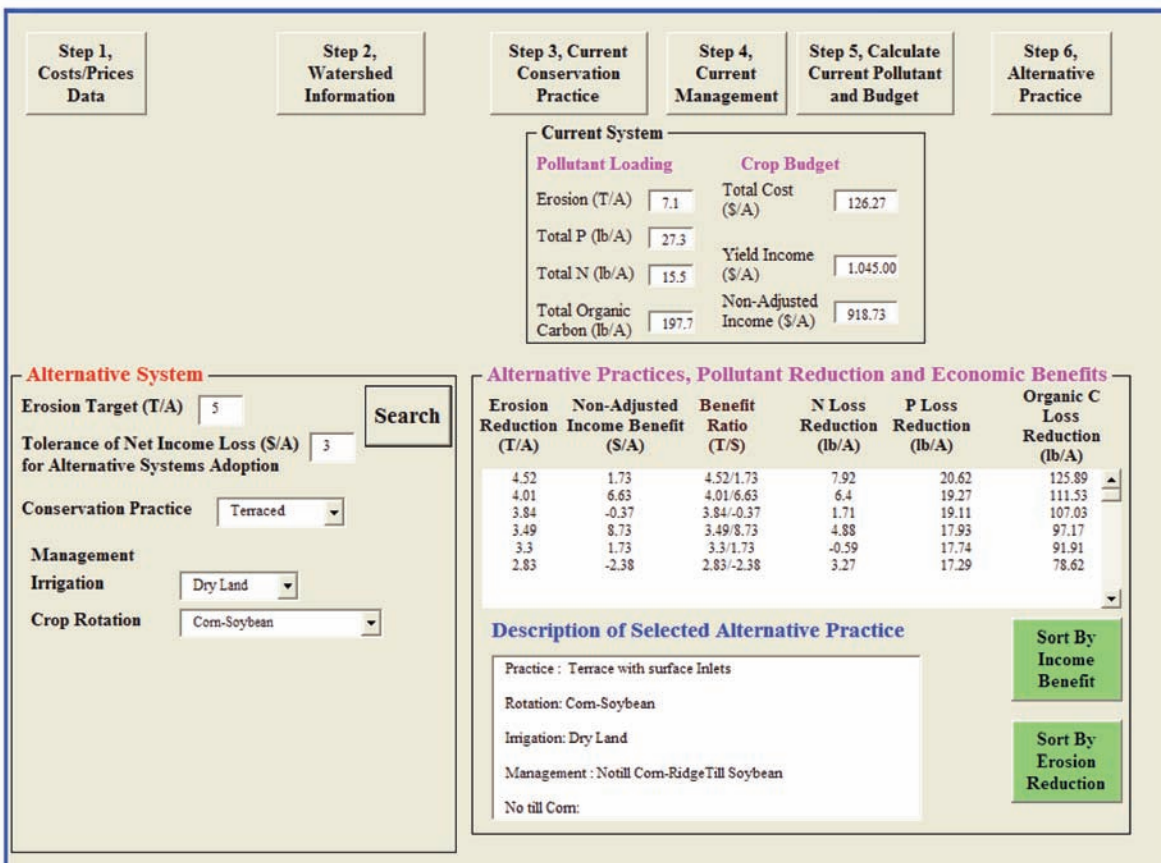 Step 1,
Costs/Prices
Data
Step 2,
Watershed
Information
Step 3, Current
Conservation
Practice
Step 4,
Current
Management
Step 5, Calculate
Current Pollutant
and Budget
Step 6,
Alternative
Practice
Current System
Pollutant Loading
Erosion (T/A) 7.1
Total P (lb/A) 27.3
Total N (lb/A) 15.5
Total Organic
Carbon (lb/A) 197.7
Crop Budget
Total Cost
($/A) 126.27
Yield Income
($/A) 1,045.00
Non-Adjusted
Income ($/A) 918.73
Alternative System
Erosion Target (T/A) 5
Search
Tolerance of Net Income Loss ($/A) 3
for Alternative Systems Adoption
Conservation Practice Terraced
Management
Irrigation Dry Land
Crop Rotation Corn-Soybean
Alternative Practices, Pollutant Reduction and Economic Benefits
Erosion
Reduction
(T/A)
Non-Adjusted
Income Benefit
($/A)
Benefit
Ratio
(T/$)
N Loss
Reduction
(lb/A)
P Loss
Reduction
(lb/A)
Organic C
Loss
Reduction
(lb/A)
4.52 1.73 4.52/1.73 7.92 20.62 125.89
4.01 6.63 4.01/6.63 6.4 19.27 111.53
3.84 -0.37 3.84/-0.37 1.71 19.11 107.03
3.49 8.73 3.49/8.73 4.88 17.93 97.17
3.3 1.73 3.3/1.73 -0.59 17.74 91.91
2.83 -2.38 2.83/-2.38 3.27 17.29 78.62
Description of Selected Alternative Practice
Practice : Terrace with surface Inlets
Rotation: Corn-Soybean
Irrigation: Dry Land
Management : Notill Corn-RidgeTill Soybean
No till Corn:
Sort By
Income
Benefit
Sort By
Erosion
Reduction